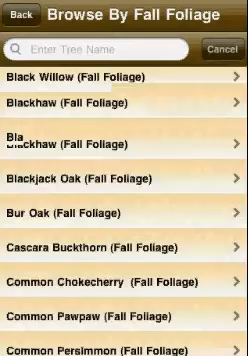 Back
Browse By Fall Foliage
Enter Tree Name
Cancel
Black Willow (Fall Foliage)
Blackhaw (Fall Foliage)
Bla
ckhaw (Fall Foliage)
Blackjack Oak (Fall Foliage)
Bur Oak (Fall Foliage)
Cascara Buckthorn (Fall Foliage)
Common Chokecherry (Fall Foliage)
Common Pawpaw (Fall Foliage)
Common Persimmon (Fall Foliage)